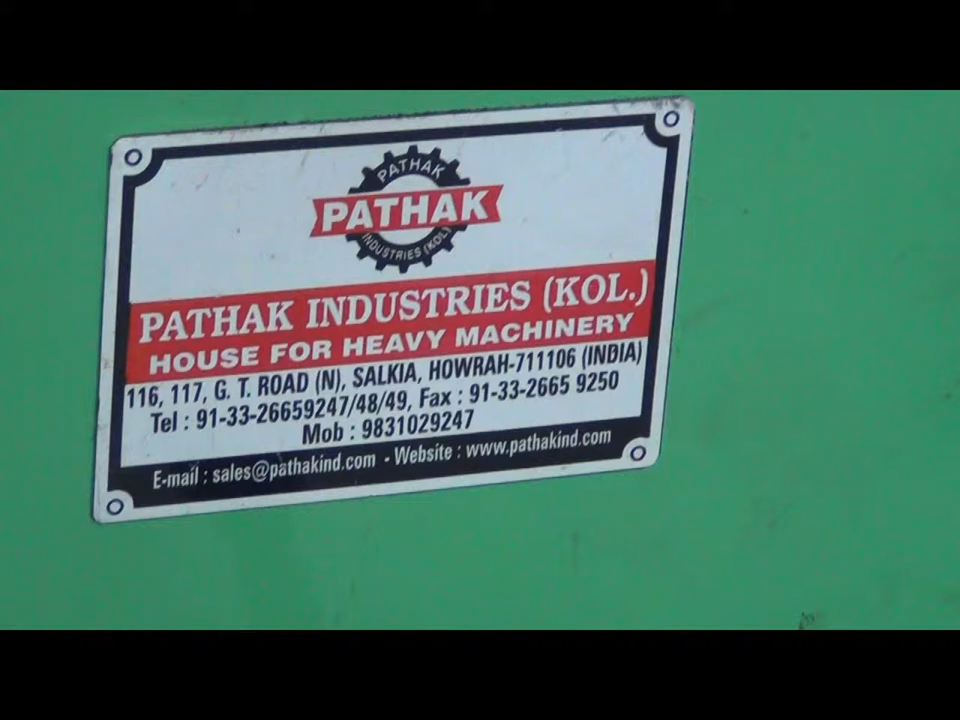 PATHAK
PATHAK
INDUSTRIES (KOL)
PATHAK INDUSTRIES (KOL.)
HOUSE FOR HEAVY MACHINERY
116, 117, G. T. ROAD (N), SALKIA, HOWRAH-711106 (INDIA)
Tel : 91-33-26659247/48/49, Fax : 91-33-2665 9250
Mob : 9831029247
E-mail : sales@pathakind.com - Website : www.pathakind.com